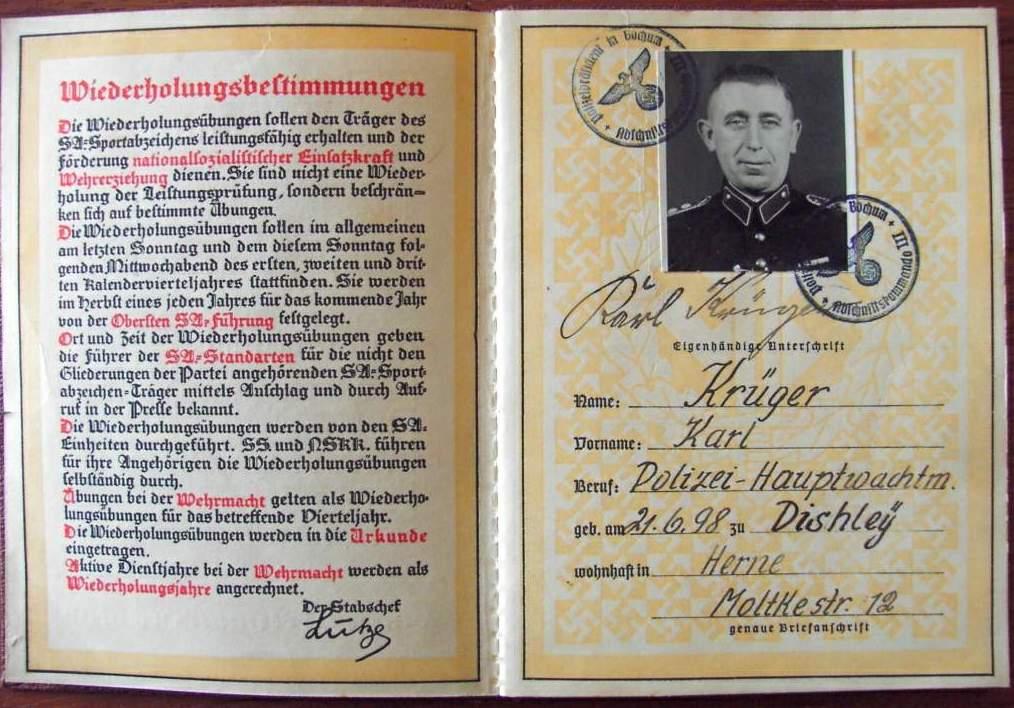 Wiederholungsbestimmungen
Die Wiederholungsübungen sollen den Träger des
SA-Sportabzeichens leistungsfähig erhalten und der
Förderung nationalsozialistischer Einsatzkraft und
Wehrerziehung dienen. Sie sind nicht eine Wieder-
holung der Leistungsprüfung, sondern beschrän-
ken sich auf bestimmte Übungen.
Die Wiederholungsübungen sollen im allgemeinen
am letzten Sonntag und dem diesem Sonntag fol-
genden Mittwochabend des ersten, zweiten und drit-
ten Kalendervierteljahres stattfinden. Sie werden
im Herbst eines jeden Jahres für das kommende Jahr
von der Obersten SA-Führung festgelegt.
Ort und Zeit der Wiederholungsübungen geben
die Führer der SA-Standarten für die nicht den
Gliederungen der Partei angehörenden SA-Sport-
abzeichen-Träger mittels Anschlag und durch Auf-
ruf in der Presse bekannt.
Die Wiederholungsübungen werden von den SA-
Einheiten durchgeführt. SS. und NSKK. führen
für ihre Angehörigen die Wiederholungsübungen
selbständig durch.
Übungen bei der Wehrmacht gelten als Wiederho-
lungsübungen für das betreffende Vierteljahr.
Die Wiederholungsübungen werden in die Urkunde
eingetragen.
Aktive Dienstjahre bei der Wehrmacht werden als
Wiederholungsjahre angerechnet.
Der Stabschef
Lutze
Polizeipräsident in Bochum + III + Abschnittskommando
Bochum + III + Abschnittskommando
Karl Krüger
Eigenhändige Unterschrift
Name: Krüger
Vorname: Karl
Beruf: Polizei-Hauptwachtm.
geb. am 21.6.98 zu Dishley
wohnhaft in Herne
Moltkestr. 12
genaue Briefanschrift